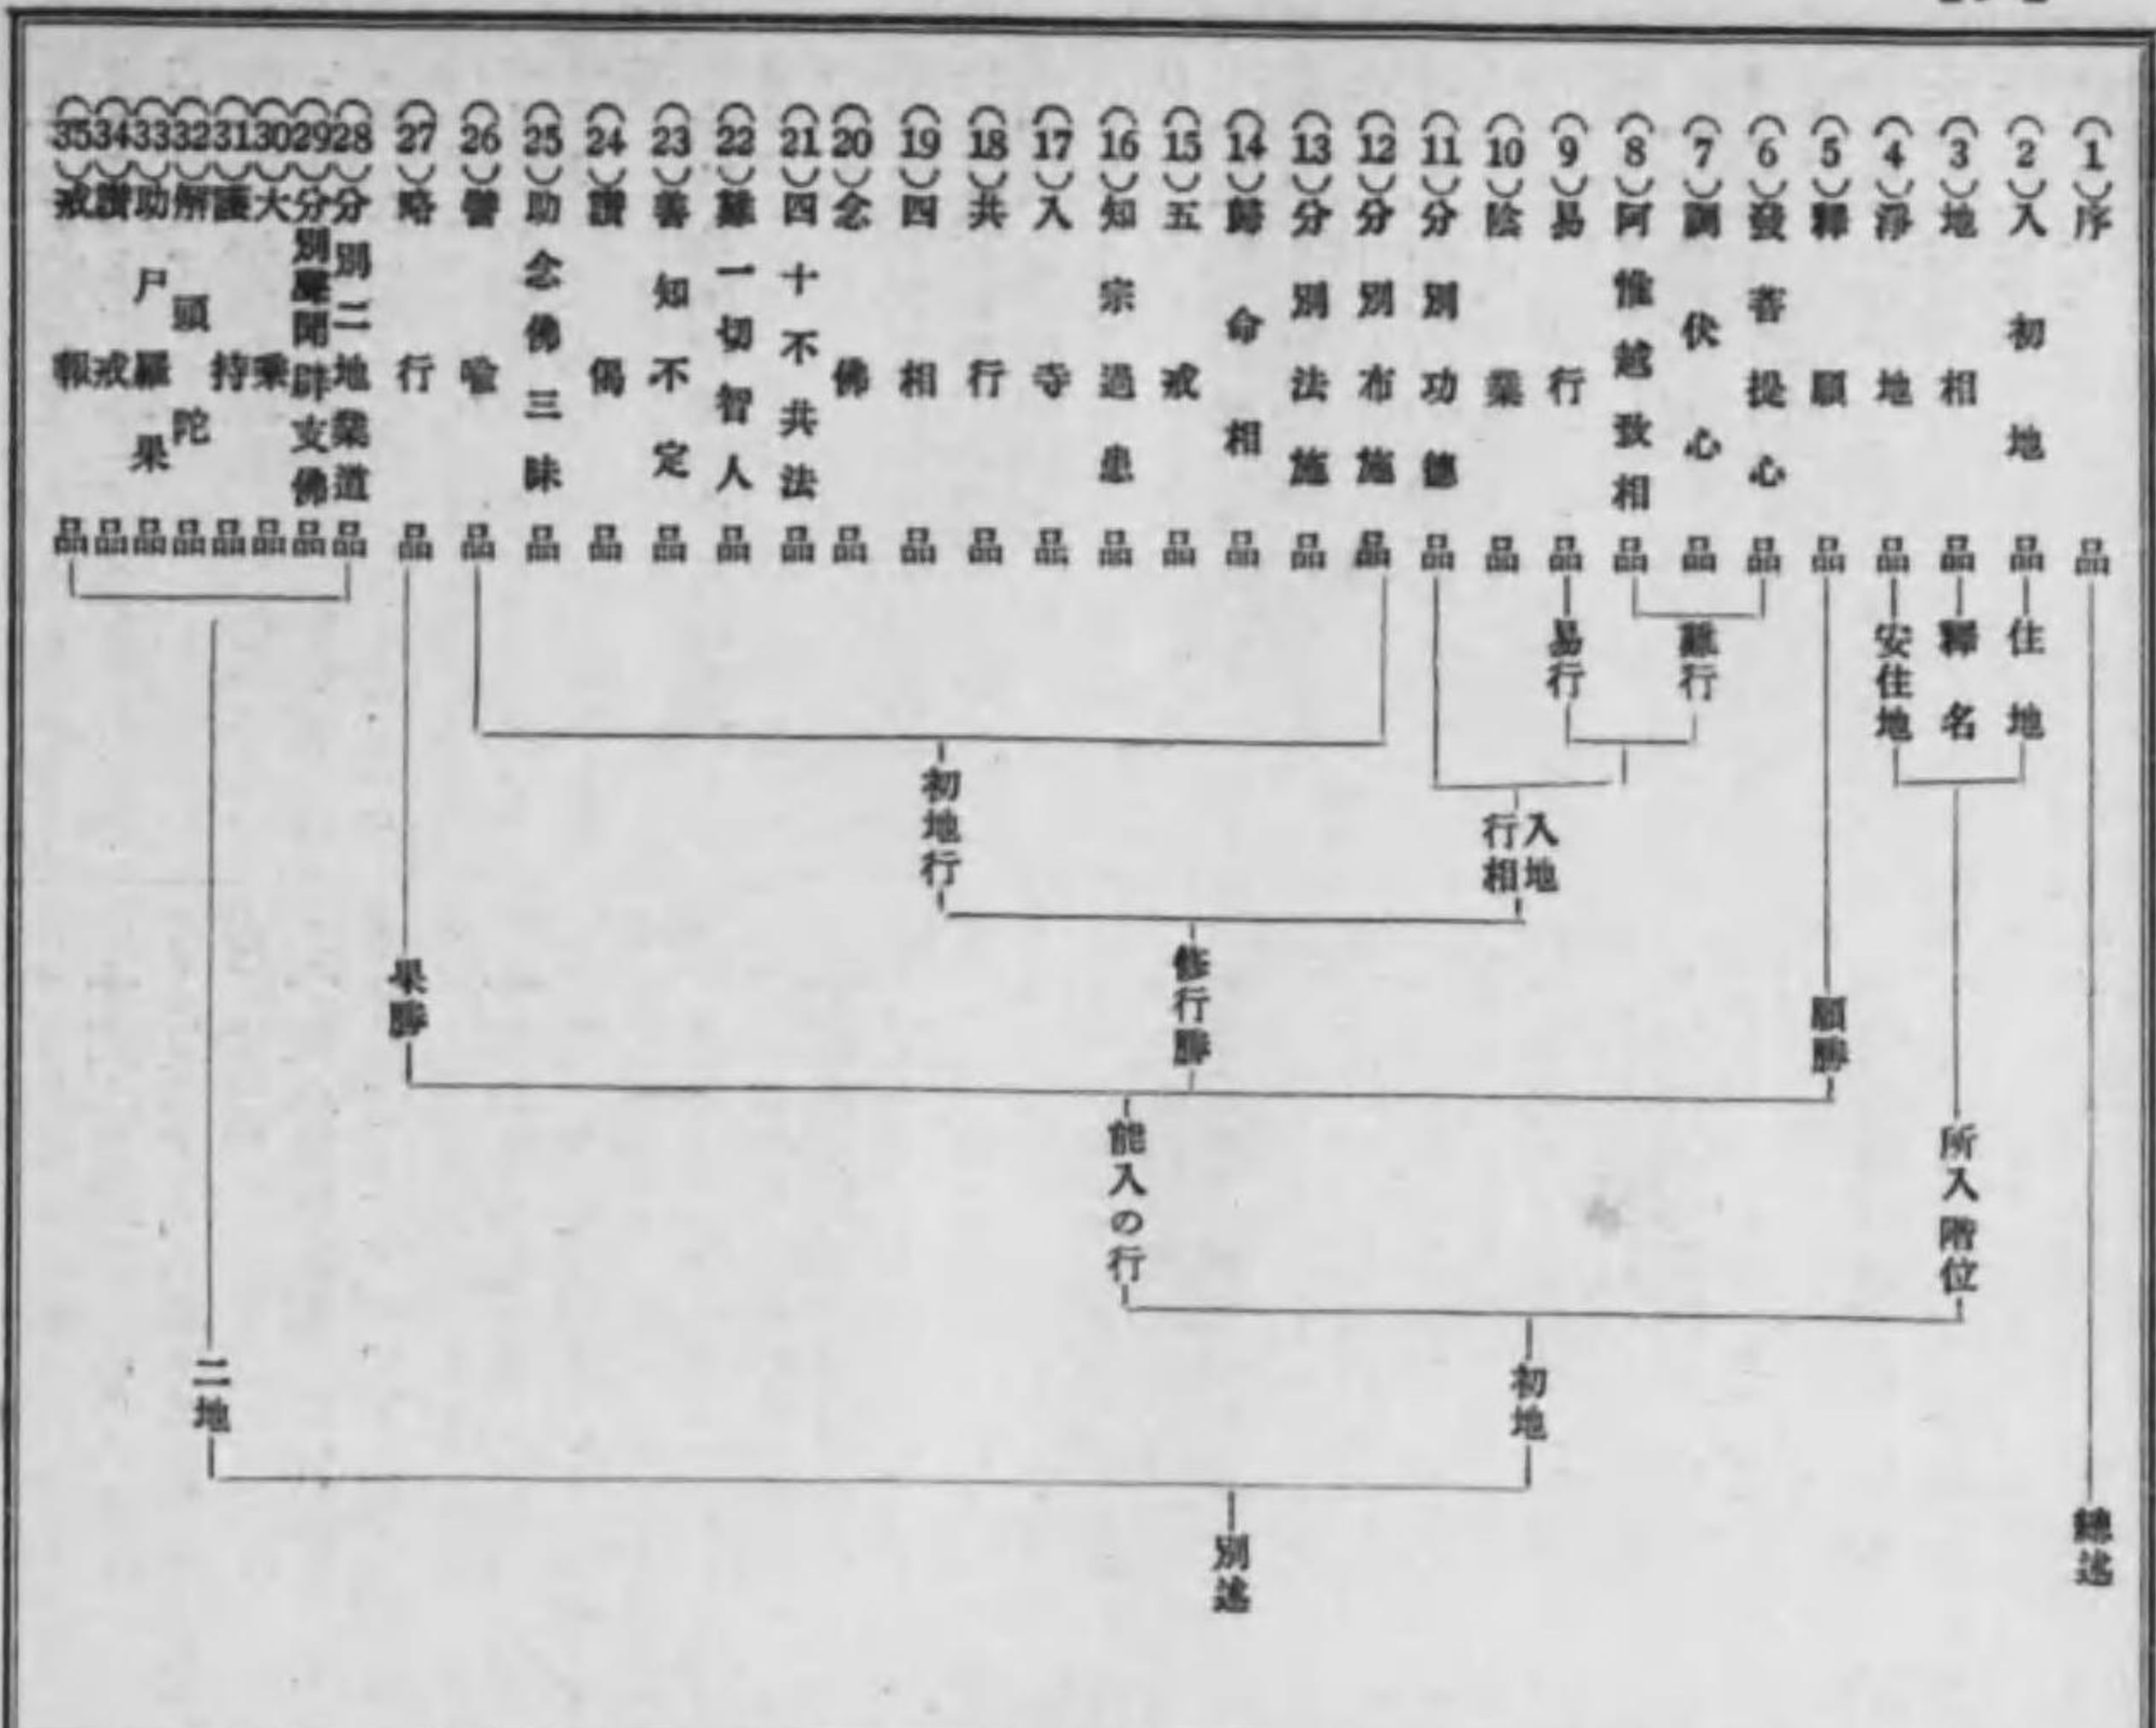 (1)序品
(2)入初地品
(3)地相品
(4)淨地品
(5)釋願品
(6)發菩提心品
(7)調伏心品
(8)阿惟越致相品
(9)易行品
(10)除業品
(11)分別功德品
(12)分別布施品
(13)分別法施品
(14)歸命相品
(15)五戒品
(16)知宗過患品
(17)入寺品
(18)共行品
(19)四相品
(20)念佛品
(21)四十不共法品
(22)難一切智人品
(23)善知不定品
(24)讚偈品
(25)助念佛三昧品
(26)譬喩品
(27)略行品
(28)分別二地業道品
(29)分別聲聞辟支佛品
(30)大乘品
(31)護持品
(32)解頭陀品
(33)助尸羅果品
(34)讚戒品
(35)戒報品
住地
釋名
安住地
難行
易行
入地
行相
初地行
願勝
修行勝
果勝
所入階位
能入の行
初地
二地
總述
別述